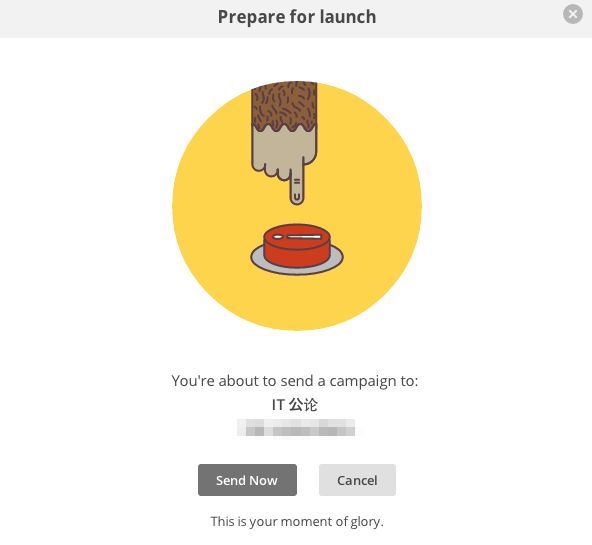 Prepare for launch
You're about to send a campaign to:
IT 公论
Send Now
Cancel
This is your moment of glory.